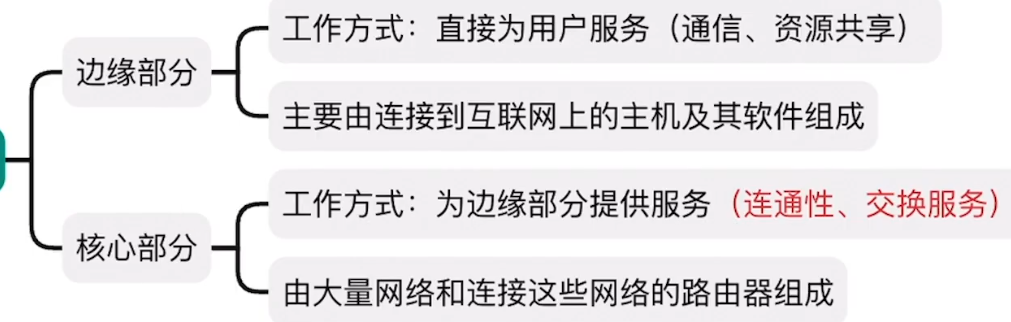 工作方式：直接为用户服务（通信、资源共享）
边缘部分
主要由连接到互联网上的主机及其软件组成
工作方式：为边缘部分提供服务（连通性、交换服务）
核心部分
由大量网络和连接这些网络的路由器组成